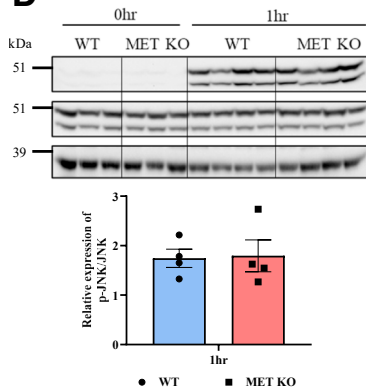 D
0hr 1hr
kDa WT MET KO WT MET KO
51
51
39
Relative expression of
p-JNK/JNK
3
2
1
0
1hr
WT MET KO